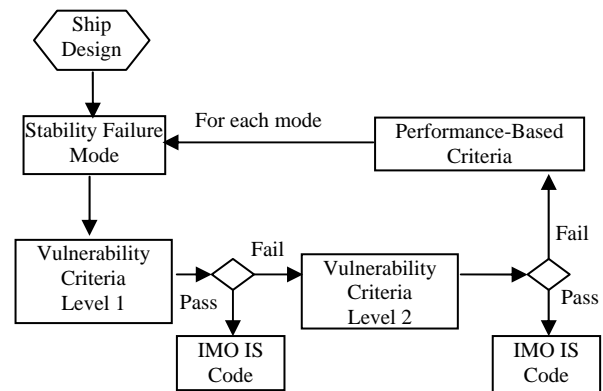 Ship
Design
For each mode
Stability Failure
Mode
Performance-Based
Criteria
Fail
Fail
Vulnerability
Criteria
Level 1
Pass
Vulnerability
Criteria
Level 2
Pass
IMO IS
Code
IMO IS
Code